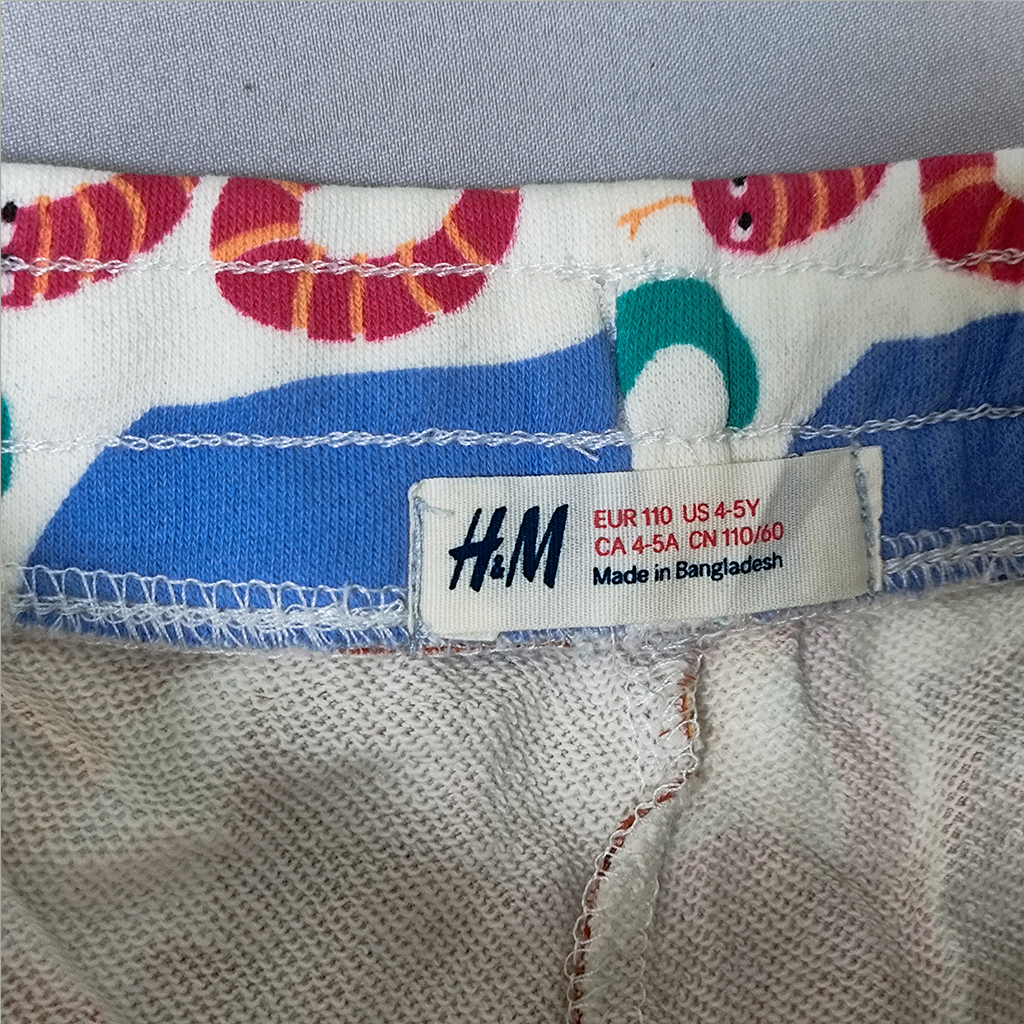 H&M
EUR 110 US 4-5Y
CA 4-5A CN 110/60
Made in Bangladesh